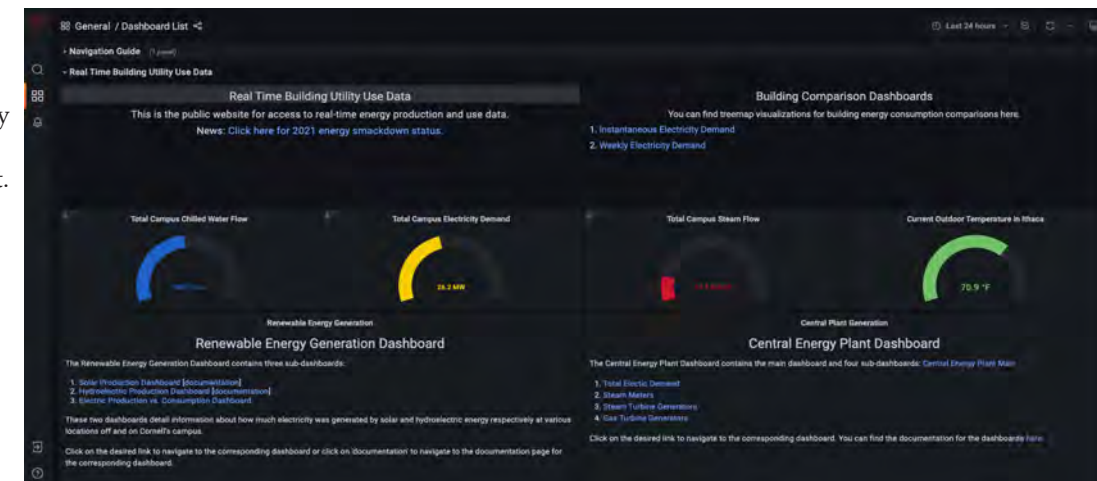 General / Dashboard List
Last 24 hours
Navigation Guide (1 panel)
Real Time Building Utility Use Data
y
t.
Real Time Building Utility Use Data
This is the public website for access to real-time energy production and use data.
News: Click here for 2021 energy smackdown status.
Building Comparison Dashboards
You can find treemap visualizations for building energy consumption comparisons here.
1. Instantaneous Electricity Demand
2. Weekly Electricity Demand
Total Campus Chilled Water Flow
Total Campus Electricity Demand
26.2 MW
Total Campus Steam Flow
Current Outdoor Temperature in Ithaca
70.9 °F
Renewable Energy Generation
Renewable Energy Generation Dashboard
The Renewable Energy Generation Dashboard contains three sub-dashboards:
1. Solar Production Dashboard [documentation]
2. Hydroelectric Production Dashboard [documentation]
3. Electric Production vs. Consumption Dashboard
These two dashboards detail information about how much electricity was generated by solar and hydroelectric energy respectively at various
locations off and on Cornell's campus.
Click on the desired link to navigate to the corresponding dashboard or click on 'documentation' to navigate to the documentation page for
the corresponding dashboard.
Central Plant Generation
Central Energy Plant Dashboard
The Central Energy Plant Dashboard contains the main dashboard and four sub-dashboards: Central Energy Plant Main
1. Total Electic Demand
2. Steam Meters
3. Steam Turbine Generators
4. Gas Turbine Generators
Click on the desired link to navigate to the corresponding dashboard. You can find the documentation for the dashboards here